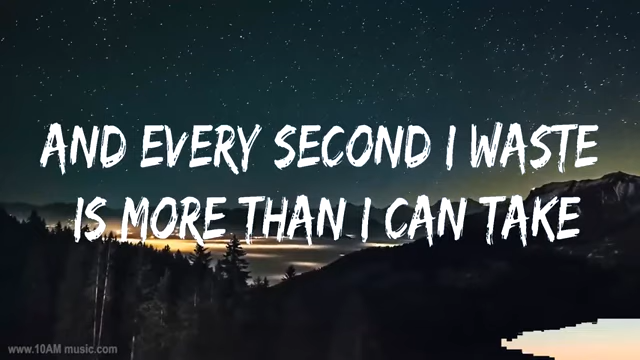 AND EVERY SECOND I WASTE
IS MORE THAN I CAN TAKE
www.10AM music.com